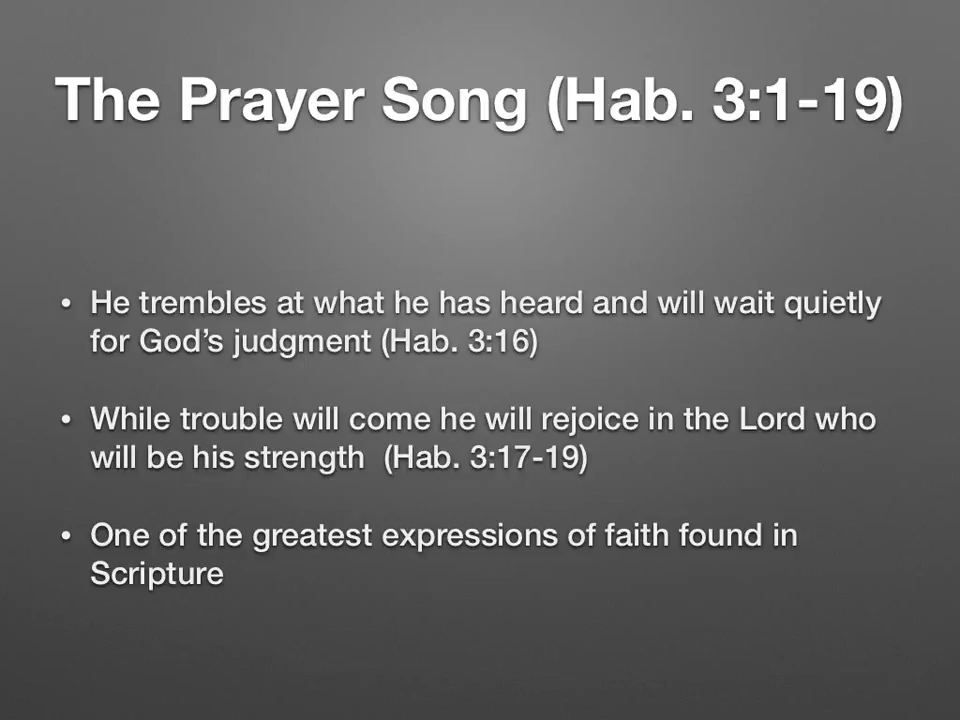 The Prayer Song (Hab. 3:1-19)
• He trembles at what he has heard and will wait quietly
for God’s judgment (Hab. 3:16)
• While trouble will come he will rejoice in the Lord who
will be his strength  (Hab. 3:17-19)
• One of the greatest expressions of faith found in
Scripture